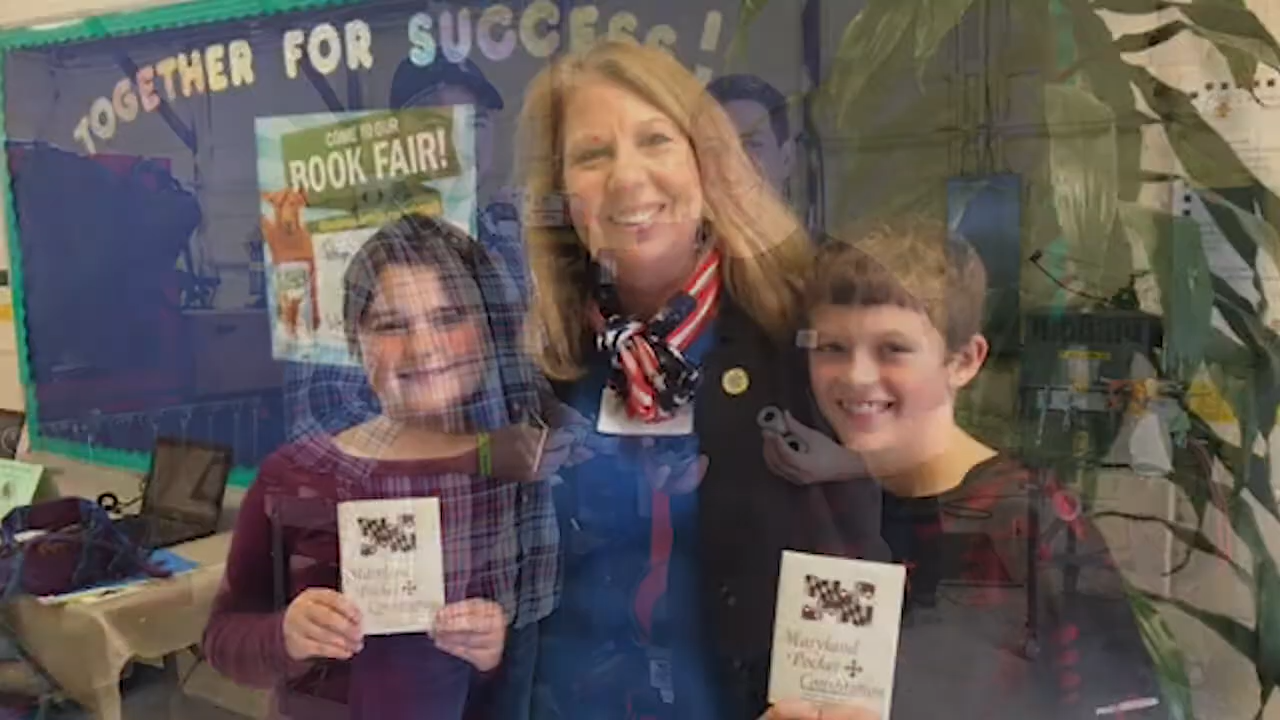 TOGETHER FOR SUCCESS!
COME TO OUR
BOOK FAIR!
Maryland
Pocket
Constitution
Maryland
Pocket
Constitution